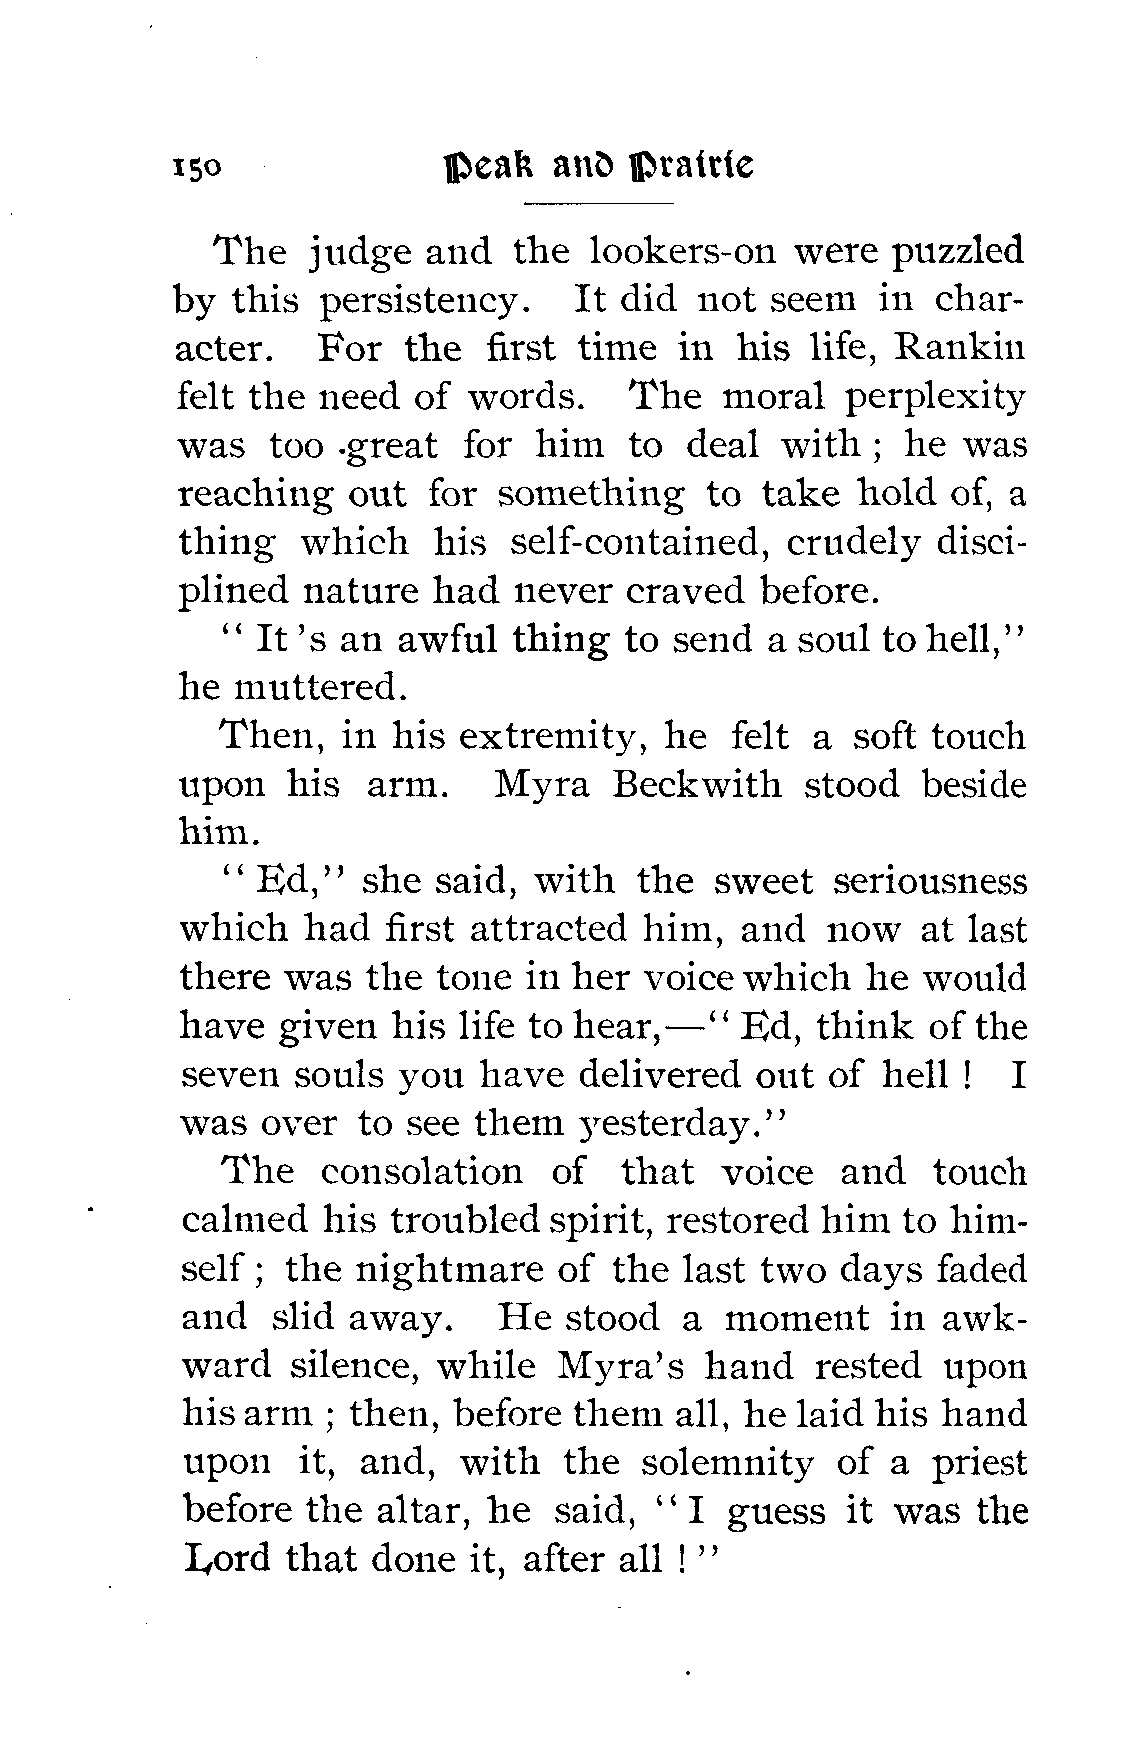 150 Peak and Prairie
The judge and the lookers-on were puzzled
by this persistency. It did not seem in char-
acter. For the first time in his life, Rankin
felt the need of words. The moral perplexity
was too great for him to deal with ; he was
reaching out for something to take hold of, a
thing which his self-contained, crudely disci-
plined nature had never craved before.
“ It 's an awful thing to send a soul to hell,”
he muttered.
Then, in his extremity, he felt a soft touch
upon his arm. Myra Beckwith stood beside
him.
“ Ed,” she said, with the sweet seriousness
which had first attracted him, and now at last
there was the tone in her voice which he would
have given his life to hear,—“ Ed, think of the
seven souls you have delivered out of hell ! I
was over to see them yesterday.”
The consolation of that voice and touch
calmed his troubled spirit, restored him to him-
self ; the nightmare of the last two days faded
and slid away. He stood a moment in awk-
ward silence, while Myra's hand rested upon
his arm ; then, before them all, he laid his hand
upon it, and, with the solemnity of a priest
before the altar, he said, “ I guess it was the
Lord that done it, after all ! ”